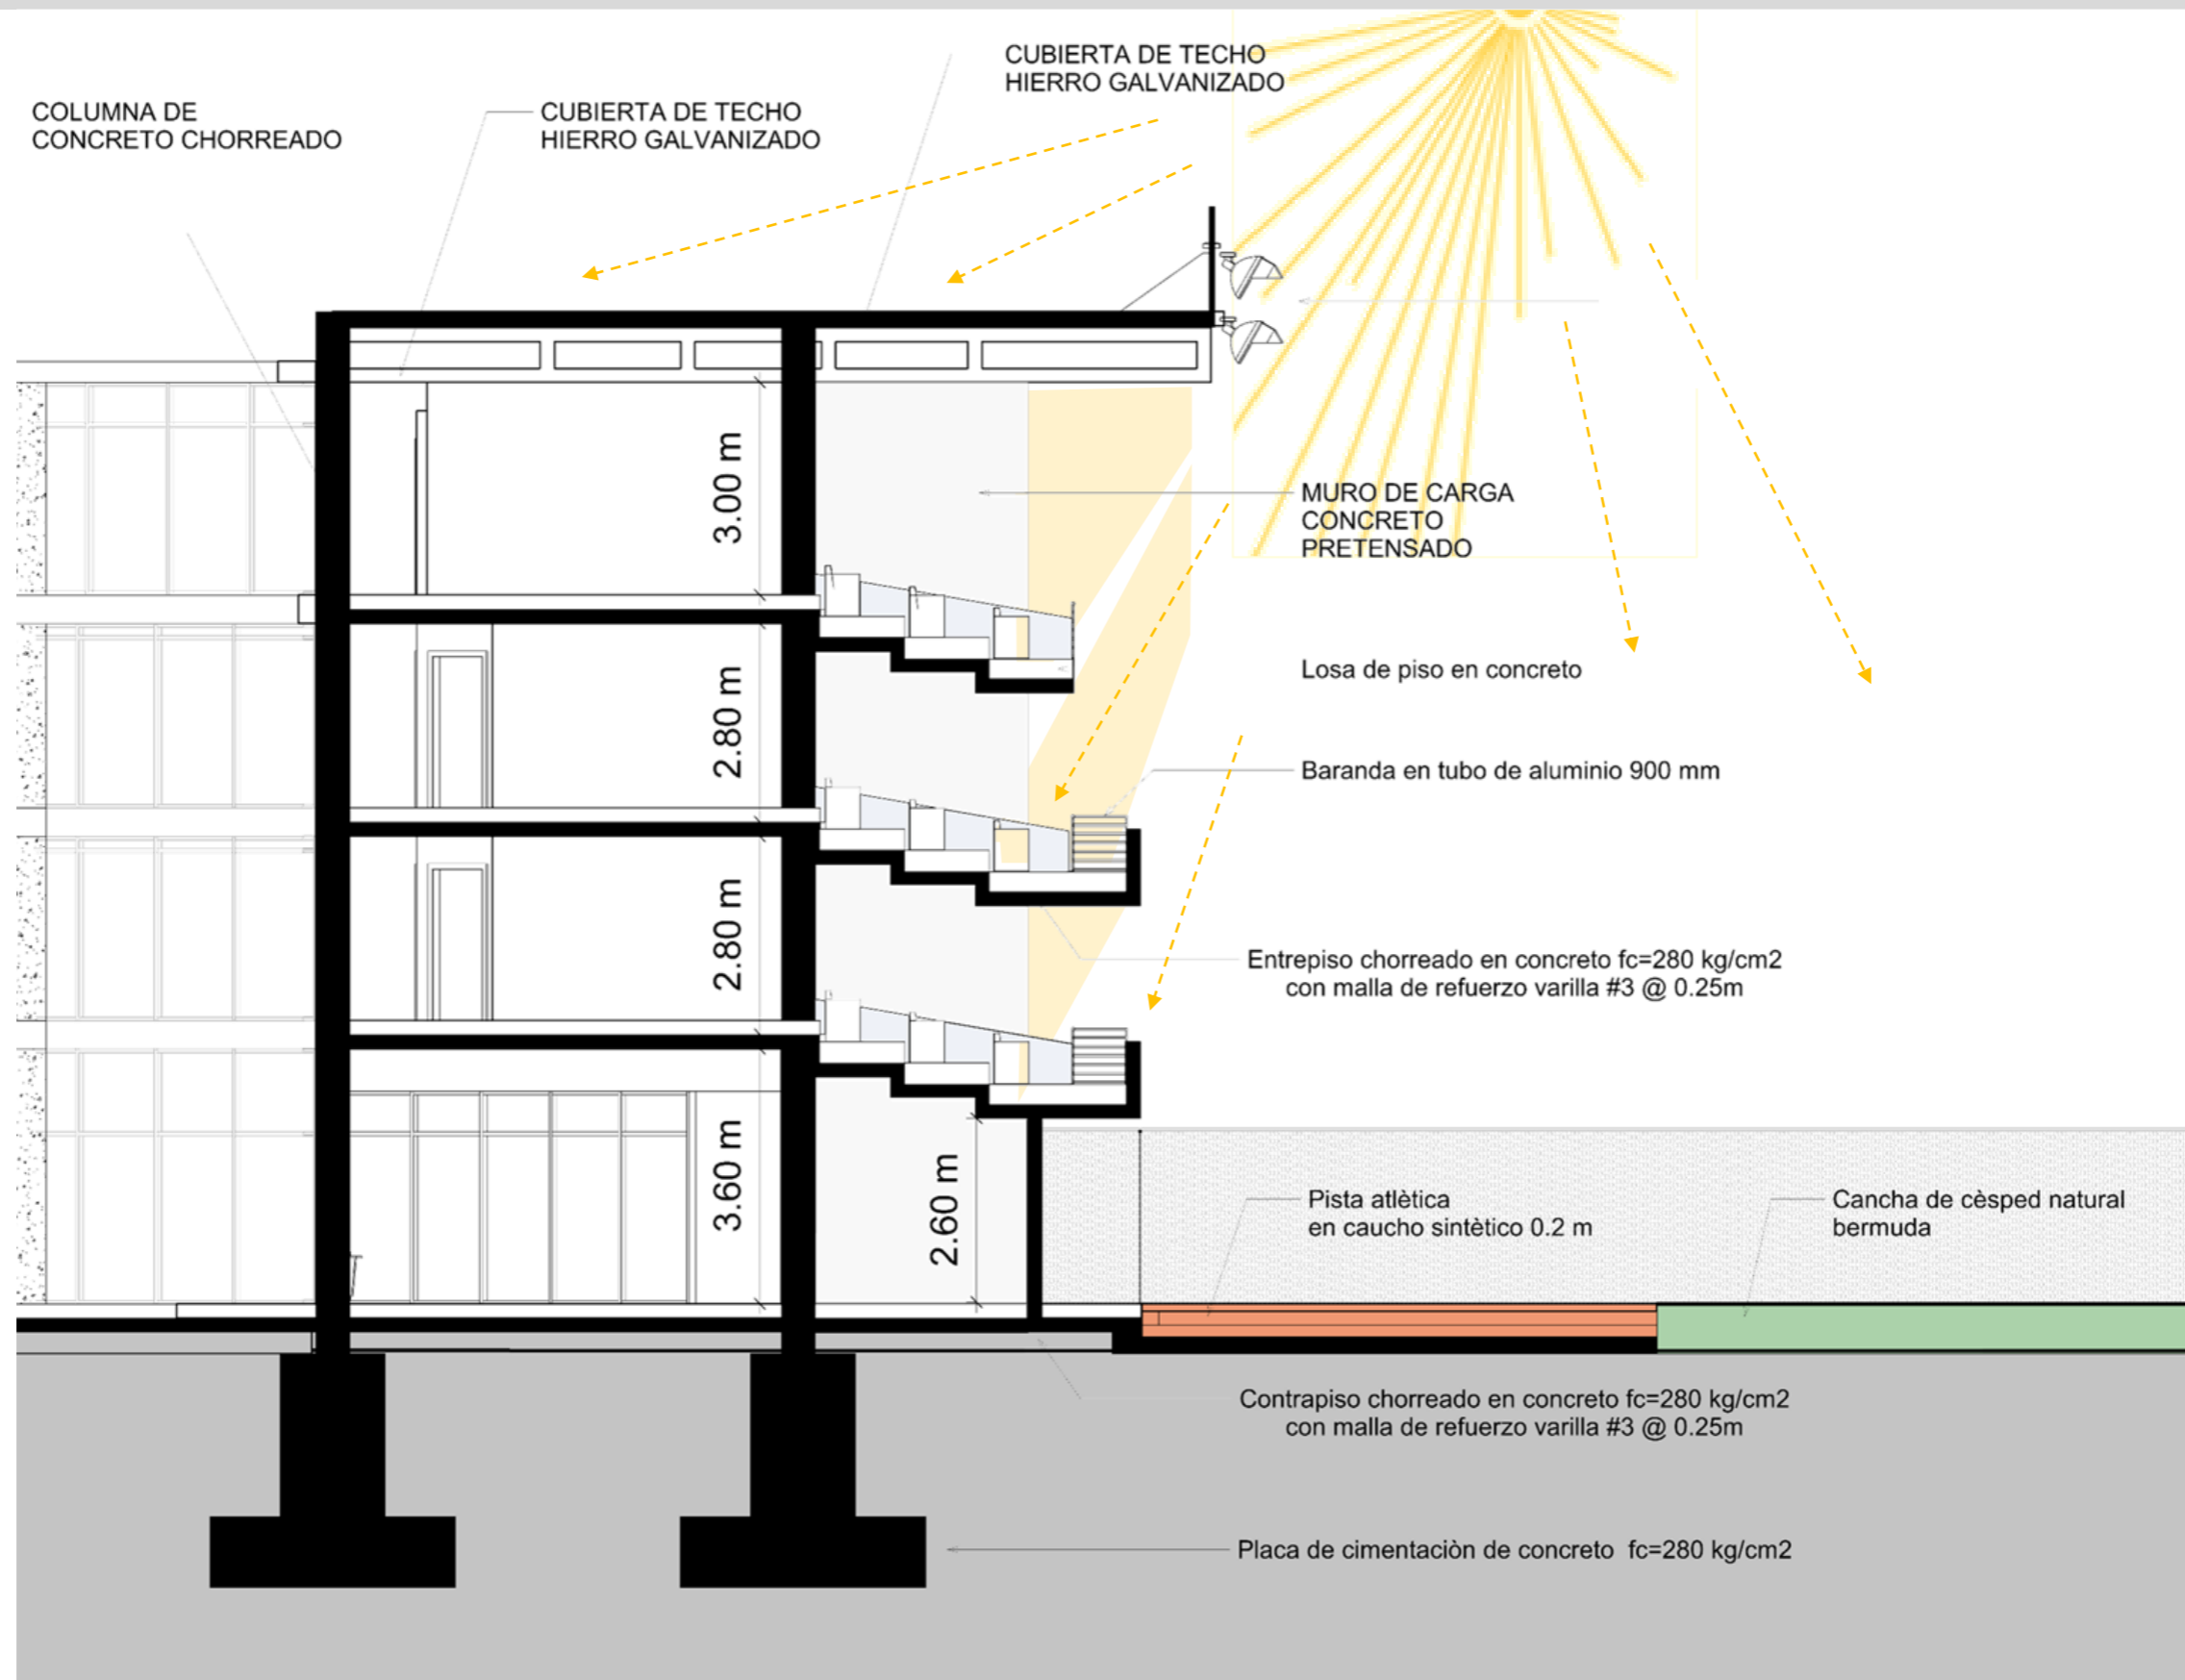 CUBIERTA DE TECHO
HIERRO GALVANIZADO
COLUMNA DE
CONCRETO CHORREADO
CUBIERTA DE TECHO
HIERRO GALVANIZADO
3.00 m
MURO DE CARGA
CONCRETO
PRETENSADO
2.80 m
Losa de piso en concreto
Baranda en tubo de aluminio 900 mm
2.80 m
Entrepiso chorreado en concreto fc=280 kg/cm2
con malla de refuerzo varilla #3 @ 0.25m
3.60 m
2.60 m
Pista atlètica
en caucho sintètico 0.2 m
Cancha de cèsped natural
bermuda
Contrapiso chorreado en concreto fc=280 kg/cm2
con malla de refuerzo varilla #3 @ 0.25m
Placa de cimentaciòn de concreto  fc=280 kg/cm2